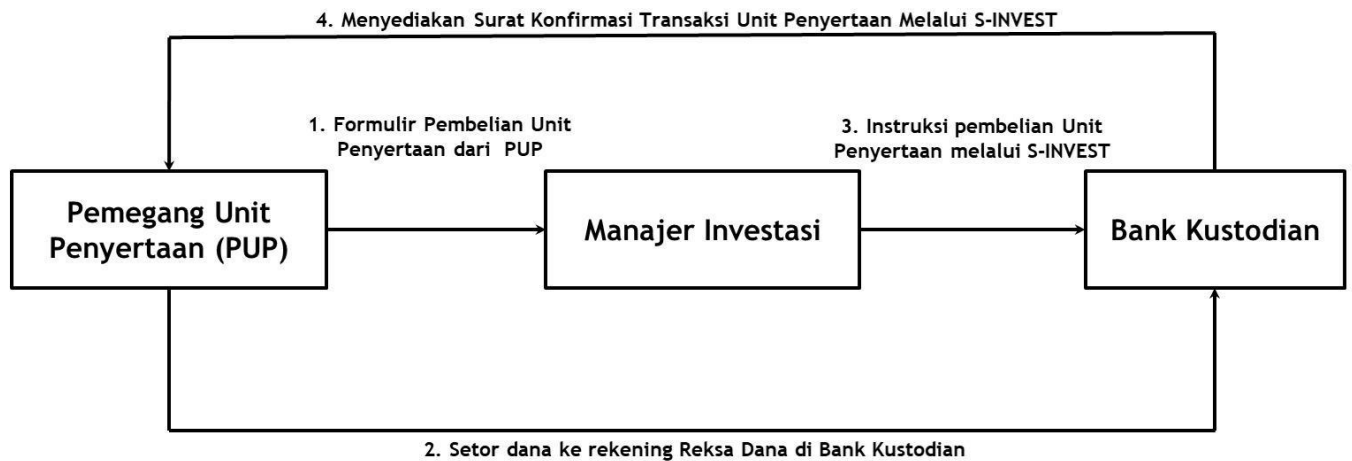 4. Menyediakan Surat Konfirmasi Transaksi Unit Penyertaan Melalui S-INVEST
1. Formulir Pembelian Unit
Penyertaan dari PUP
3. Instruksi pembelian Unit
Penyertaan melalui S-INVEST
Pemegang Unit
Penyertaan (PUP)
Manajer Investasi
Bank Kustodian
2. Setor dana ke rekening Reksa Dana di Bank Kustodian